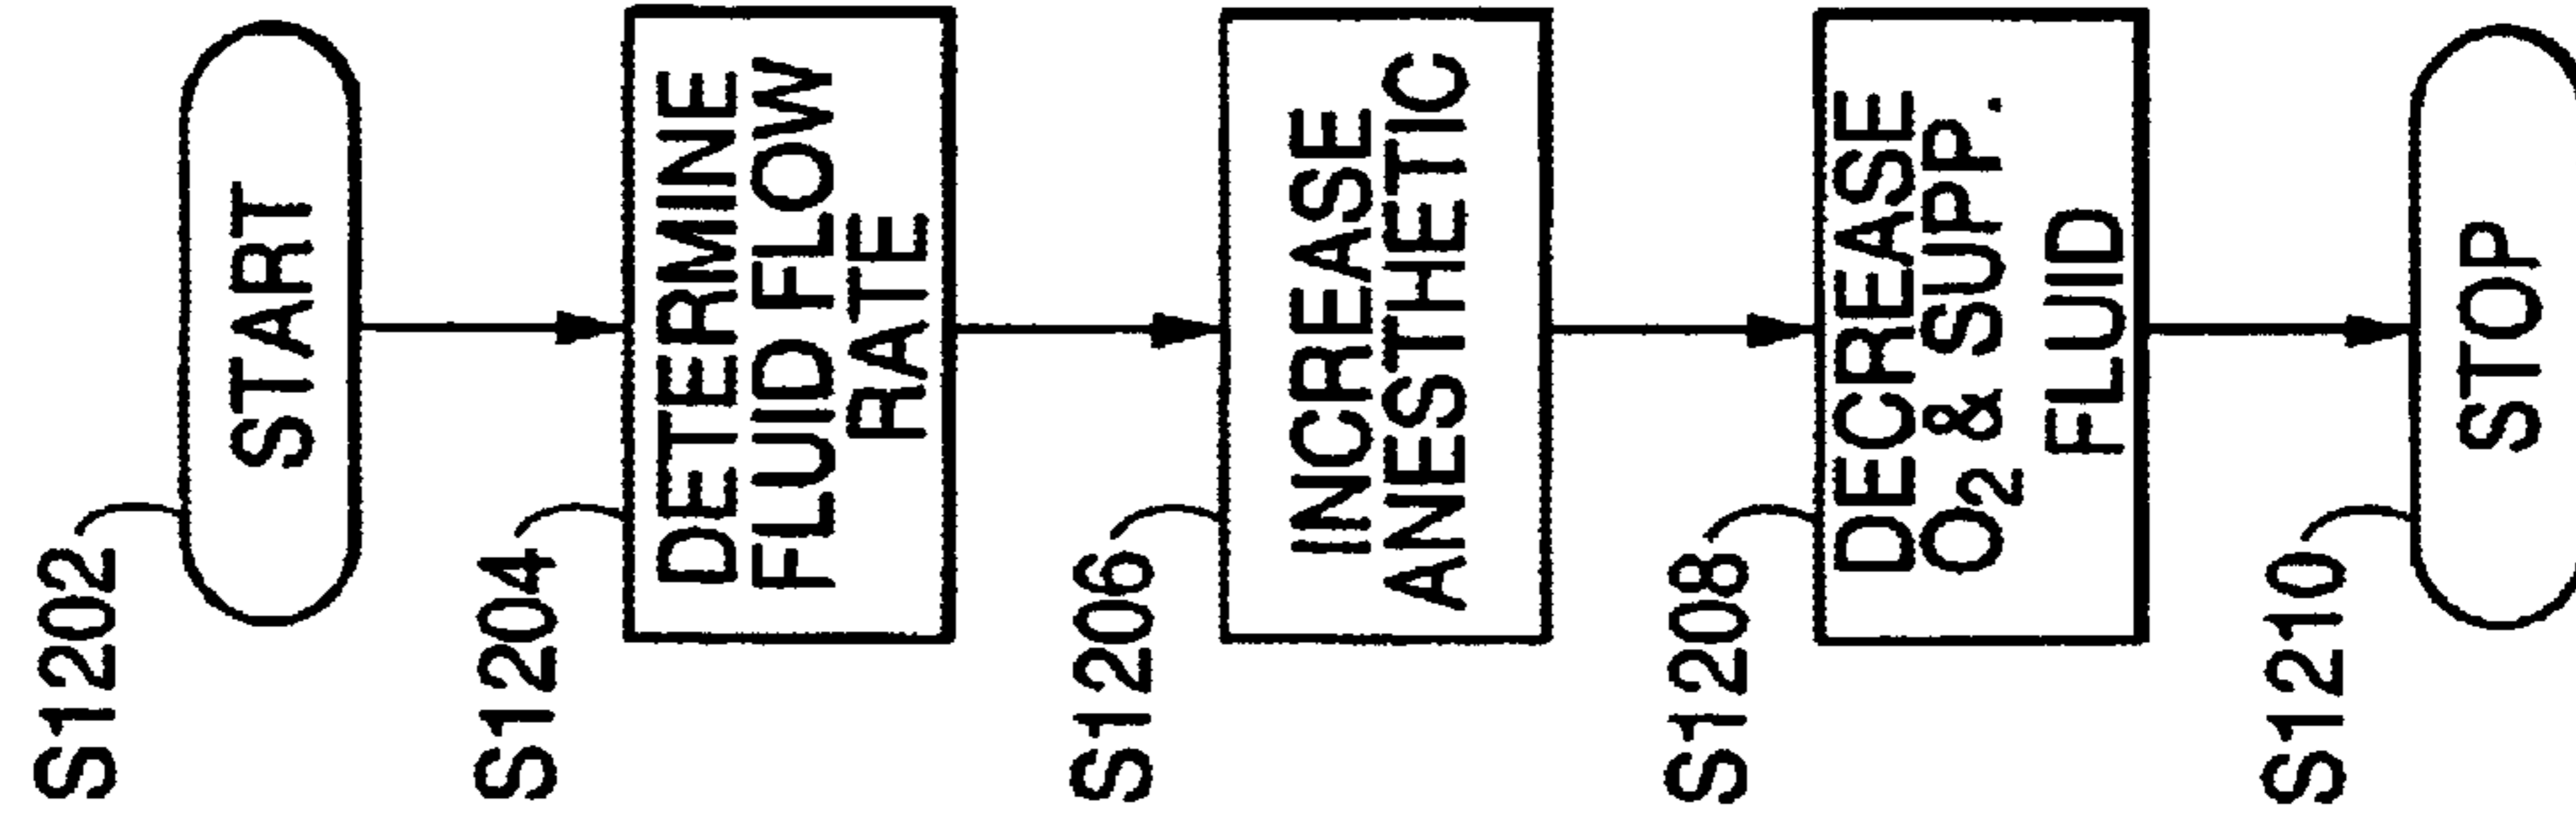 S1202
START
S1204
DETERMINE
FLUID FLOW
RATE
S1206
INCREASE
ANESTHETIC
S1208
DECREASE
O₂ & SUPP.
FLUID
S1210
STOP